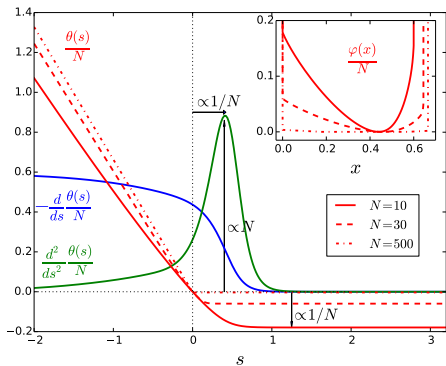 1.4
1.2
1.0
0.8
0.6
0.4
0.2
0.0
−0.2
−2
−1
0
1
2
3
s
θ(s)/N
−d/ds θ(s)/N
d²/ds² θ(s)/N
∝1/N
∝N
∝1/N
0.2
0.1
0.0
0.0
0.2
0.4
0.6
x
φ(x)/N
N=10
N=30
N=500